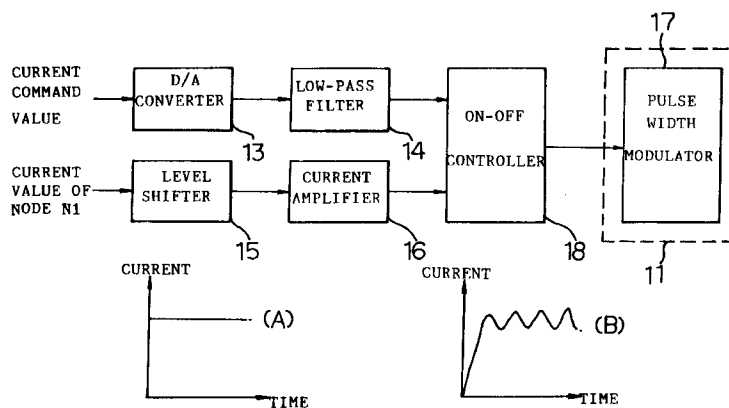 17
CURRENT
COMMAND
VALUE
D/A
CONVERTER
13
LOW-PASS
FILTER
14
ON-OFF
CONTROLLER
18
PULSE
WIDTH
MODULATOR
11
CURRENT
VALUE OF
NODE N1
LEVEL
SHIFTER
15
CURRENT
AMPLIFIER
16
CURRENT
(A)
TIME
CURRENT
(B)
TIME